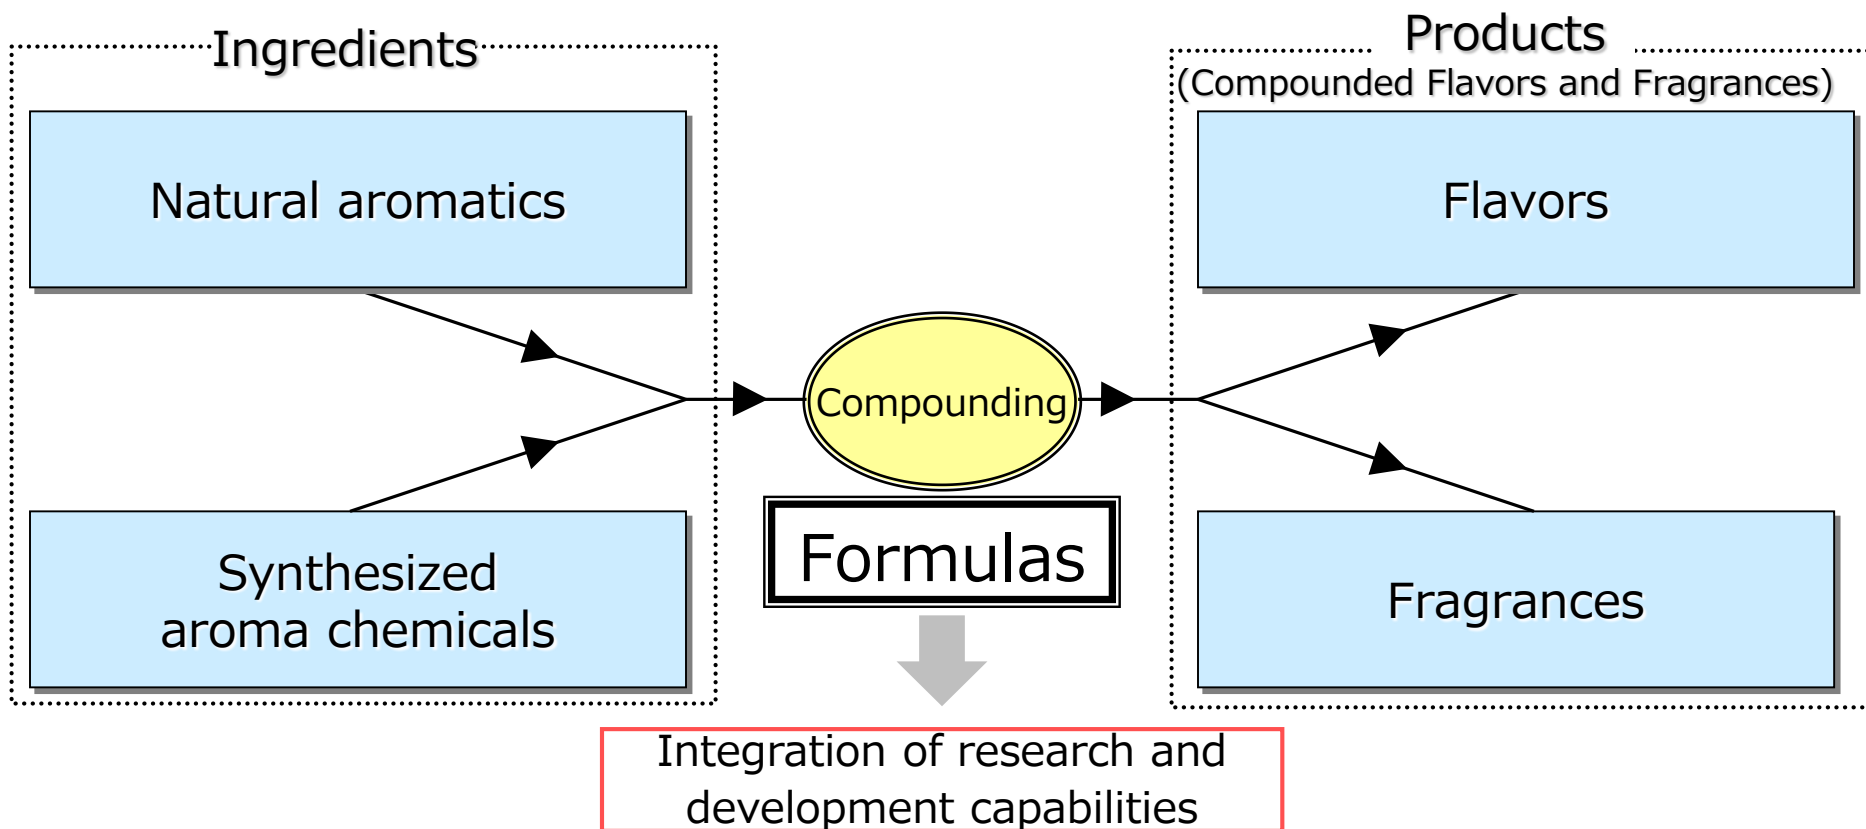 Ingredients
Natural aromatics
Synthesized
aroma chemicals
Compounding
Formulas
Integration of research and
development capabilities
Products
(Compounded Flavors and Fragrances)
Flavors
Fragrances